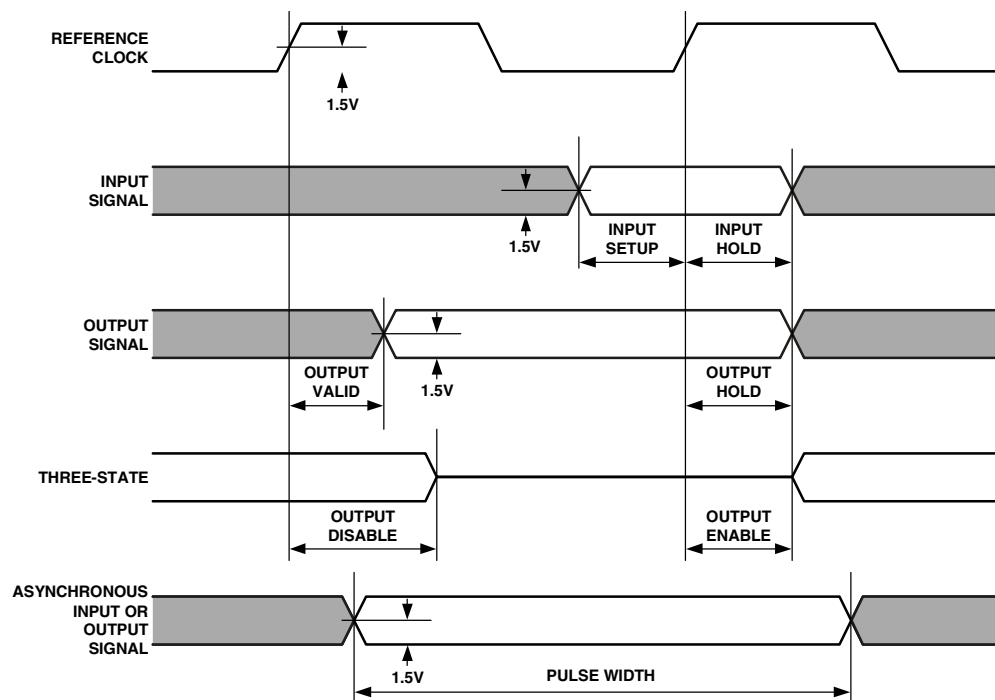 REFERENCE
CLOCK
1.5V
INPUT
SIGNAL
1.5V
INPUT
SETUP
INPUT
HOLD
OUTPUT
SIGNAL
OUTPUT
VALID
1.5V
OUTPUT
HOLD
THREE-STATE
OUTPUT
DISABLE
OUTPUT
ENABLE
ASYNCHRONOUS
INPUT OR
OUTPUT
SIGNAL
1.5V
PULSE WIDTH